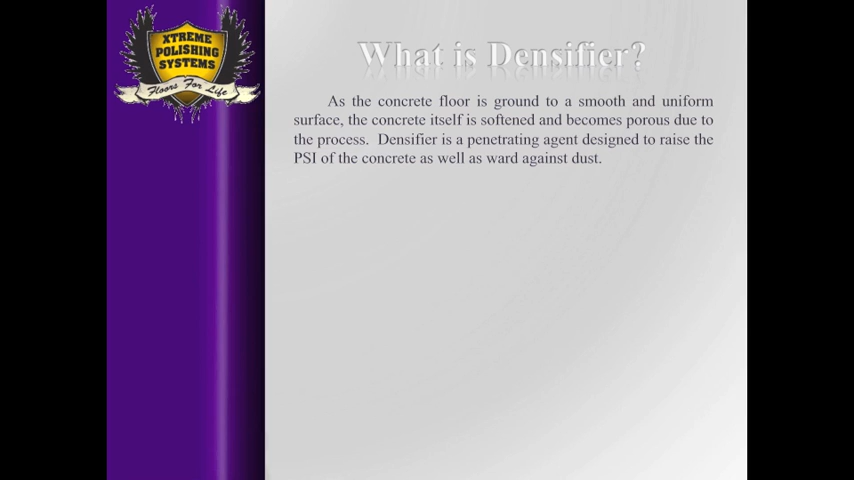 XTREME
POLISHING
SYSTEMS
Floors For Life
What is Densifier?
As the concrete floor is ground to a smooth and uniform
surface, the concrete itself is softened and becomes porous due to
the process. Densifier is a penetrating agent designed to raise the
PSI of the concrete as well as ward against dust.